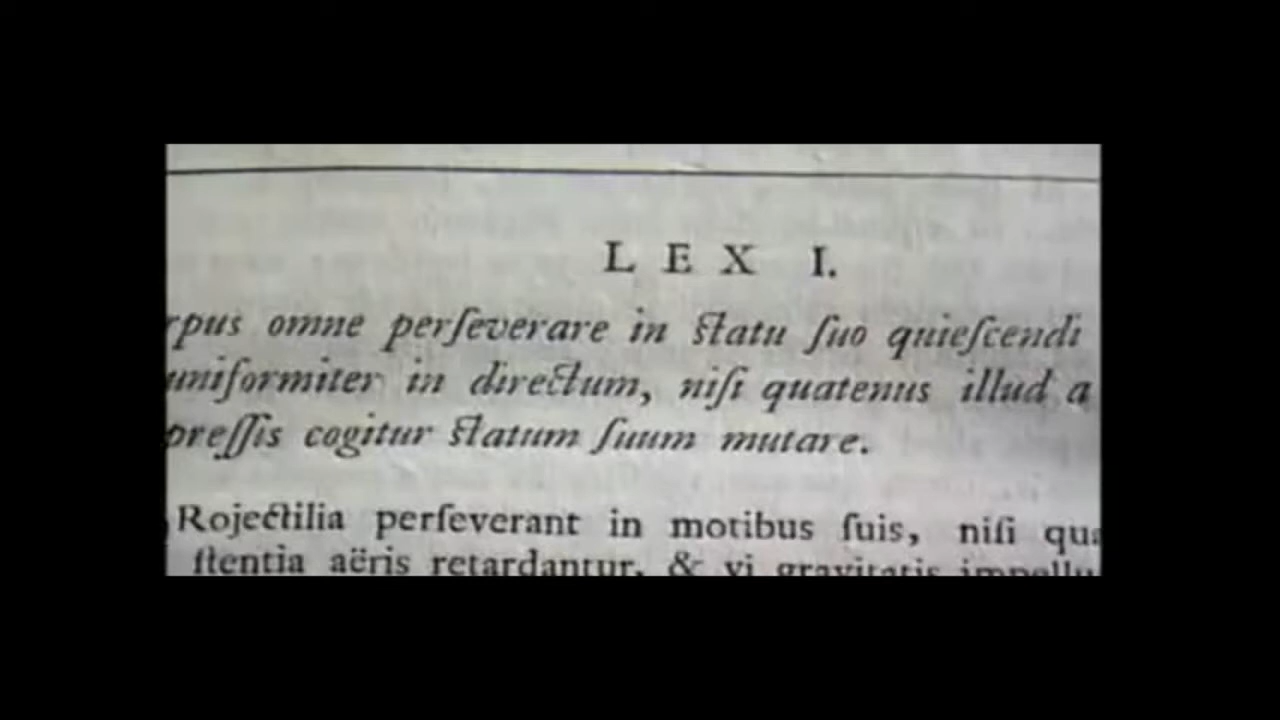 LEX I.
rpus omne perſeverare in ſtatu ſuo quieſcendi
uniformiter in directum, niſi quatenus illud a
preſſis cogitur ſtatum ſuum mutare.
Rojectilia perſeverant in motibus ſuis, niſi qua
ſtentia aëris retardantur, & vi gravitatis impellu